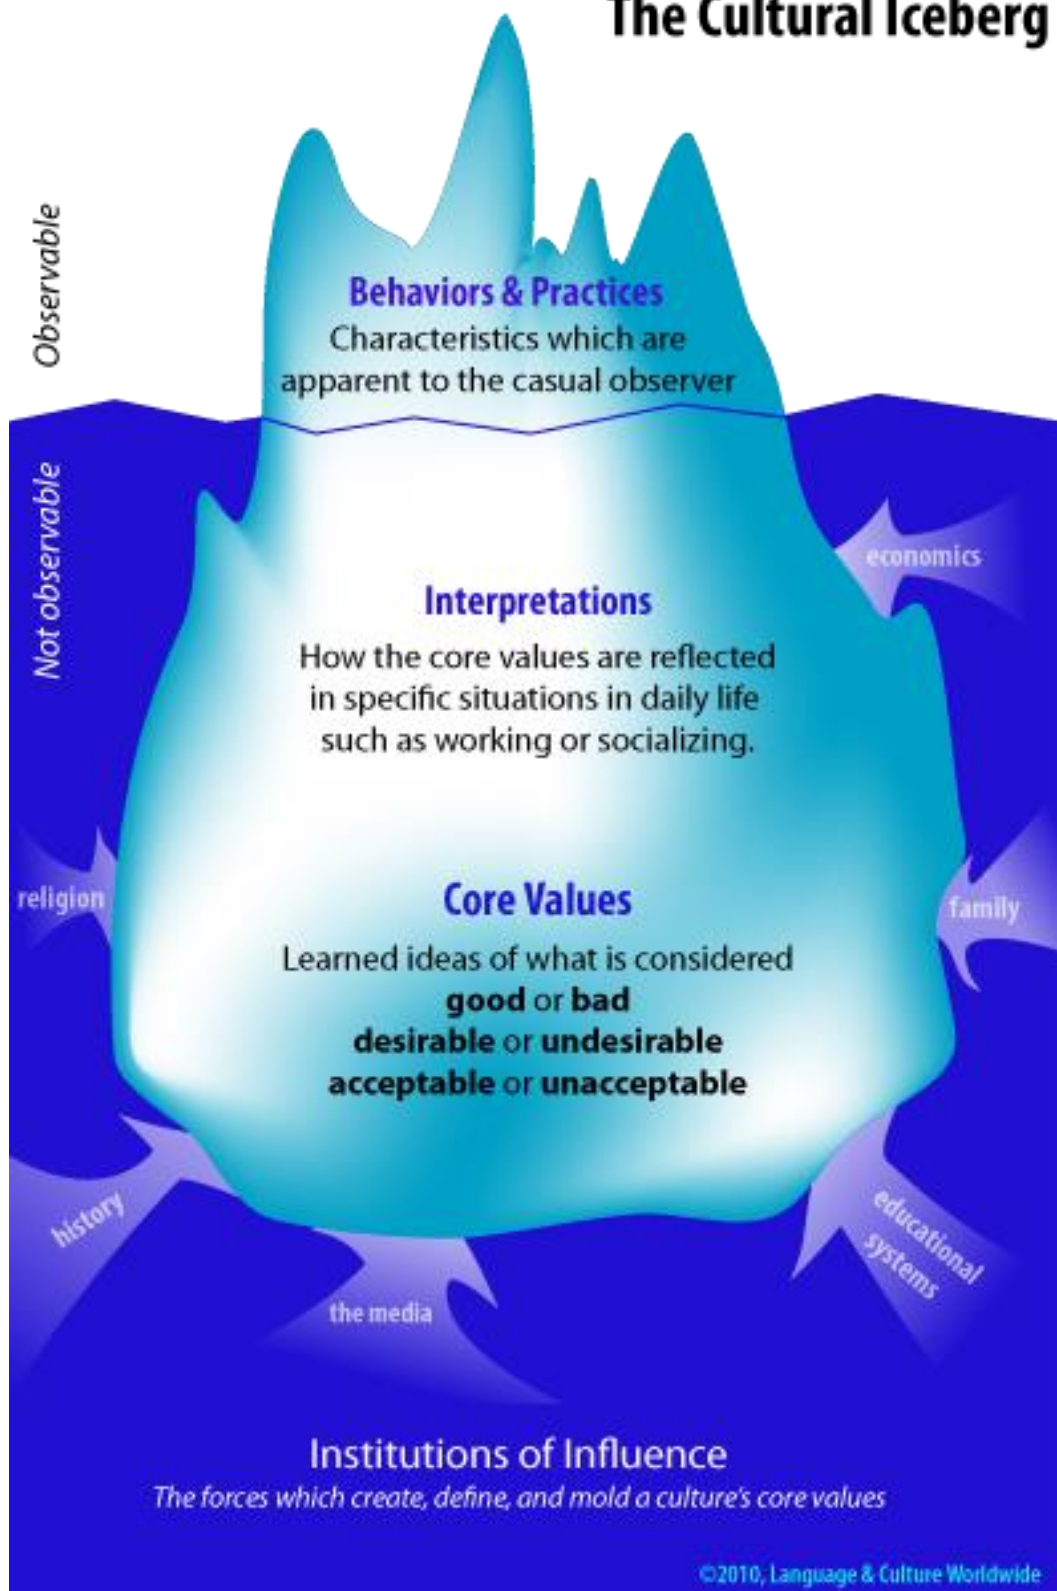 The Cultural Iceberg
Observable
Behaviors & Practices
Characteristics which are
apparent to the casual observer
Not observable
economics
Interpretations
How the core values are reflected
in specific situations in daily life
such as working or socializing.
religion
family
Core Values
Learned ideas of what is considered
good or bad
desirable or undesirable
acceptable or unacceptable
history
educational
systems
the media
Institutions of Influence
The forces which create, define, and mold a culture's core values
©2010, Language & Culture Worldwide